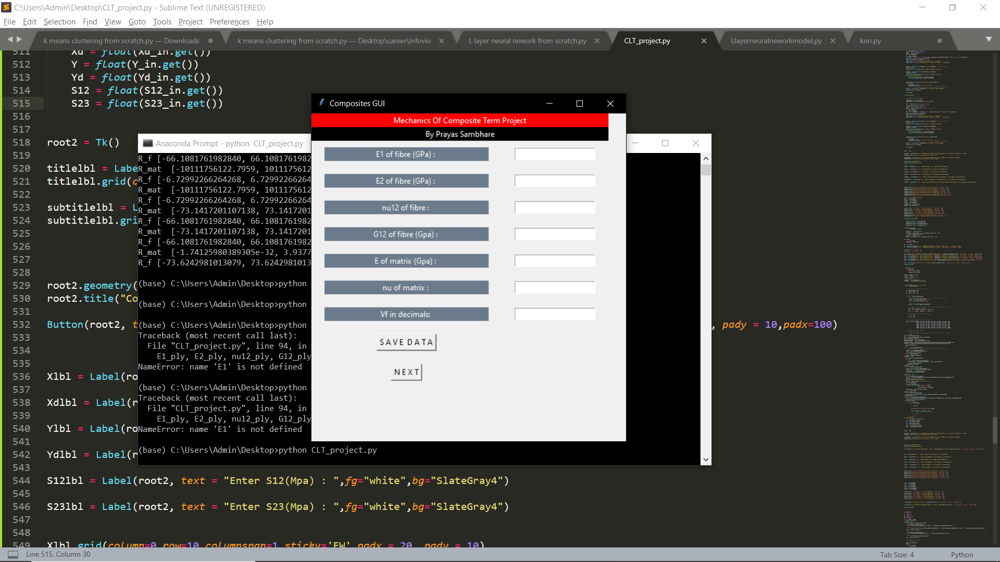 C:\Users\Admin\Desktop\CLT_project.py - Sublime Text (UNREGISTERED)
File Edit Selection Find View Goto Tools Project Preferences Help
k means clustering from scratch.py — Downloads
k means clustering from scratch.py — Desktop\career\Infovio
L layer neural nework from scratch.py
CLT_project.py
Llayerneuralneworkmodel.py
knn.py
511 Xd = float(Xd_in.get())
512 Y = float(Y_in.get())
513 Yd = float(Yd_in.get())
514 S12 = float(S12_in.get())
515 S23 = float(S23_in.get())
516
517
518 root2 = Tk()
519
520 titlelbl = Labe
521 titlelbl.grid(c
522
523 subtitlelbl = L
524 subtitlelbl.gri
525
526
527
528
529 root2.geometry(
530 root2.title("Co
531
532 Button(root2, t , pady = 10,padx=100)
533
534
535
536 Xlbl = Label(ro
537
538 Xdlbl = Label(r
539
540 Ylbl = Label(ro
541
542 Ydlbl = Label(r
543
544 S12lbl = Label(root2, text = "Enter S12(Mpa) : ",fg="white",bg="SlateGray4")
545
546 S23lbl = Label(root2, text = "Enter S23(Mpa) : ",fg="white",bg="SlateGray4")
547
548
549 Xlbl.grid(column=0,row=10,columnspan=1,sticky='EW',padx = 20, pady = 10)
Anaconda Prompt - python CLT_project.py
R_f [-66.1081761982840, 66.1081761982
R_mat [-10111756122.7959, 1011175612
R_f [-6.72992266264268, 6.72992266264
R_mat [-10111756122.7959, 1011175612
R_f [-6.72992266264268, 6.72992266264
R_mat [-73.1417201107138, 73.1417201
R_f [-66.1081761982840, 66.1081761982
R_mat [-73.1417201107138, 73.1417201
R_f [-66.1081761982840, 66.1081761982
R_mat [-1.74125980389305e-32, 3.9377
R_f [-73.6242981013079, 73.6242981013
(base) C:\Users\Admin\Desktop>python
(base) C:\Users\Admin\Desktop>python
(base) C:\Users\Admin\Desktop>python
Traceback (most recent call last):
File "CLT_project.py", line 94, in
E1_ply, E2_ply, nu12_ply, G12_ply
NameError: name 'E1' is not defined
(base) C:\Users\Admin\Desktop>python
Traceback (most recent call last):
File "CLT_project.py", line 94, in
E1_ply, E2_ply, nu12_ply, G12_ply
NameError: name 'E1' is not defined
(base) C:\Users\Admin\Desktop>python CLT_project.py
Composites GUI
Mechanics Of Composite Term Project
By Prayas Sambhare
E1 of fibre (GPa) :
E2 of fibre (GPa) :
nu12 of fibre :
G12 of fibre (Gpa) :
E of matrix (Gpa) :
nu of matrix :
Vf in decimals:
SAVE DATA
NEXT
Line 515, Column 30
Tab Size: 4
Python